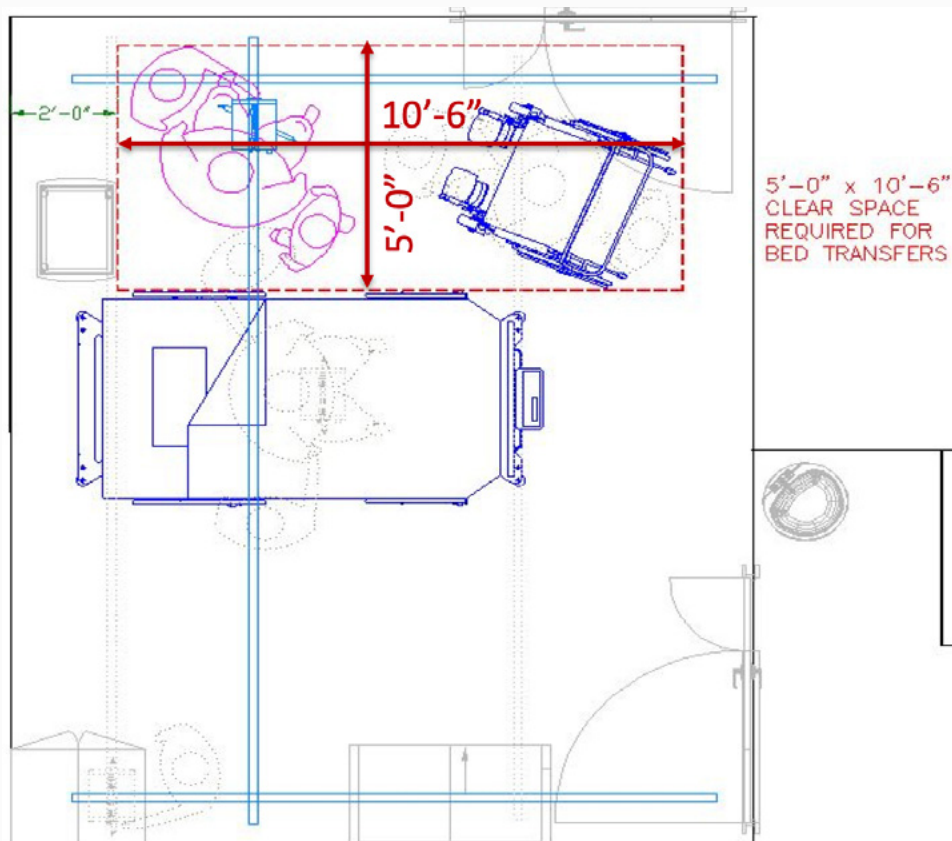 2'-0"
10'-6"
5'-0"
5'-0" x 10'-6"
CLEAR SPACE
REQUIRED FOR
BED TRANSFERS